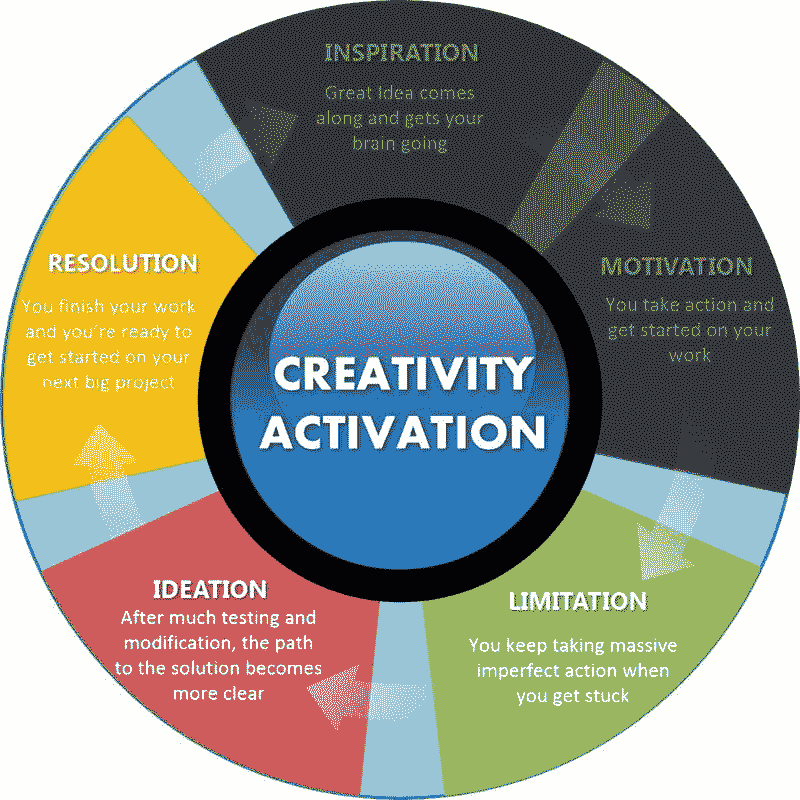 INSPIRATION
Great Idea comes
along and gets your
brain going
MOTIVATION
You take action and
get started on your
work
LIMITATION
You keep taking massive
imperfect action when
you get stuck
IDEATION
After much testing and
modification, the path
to the solution becomes
more clear
RESOLUTION
You finish your work
and you're ready to
get started on your
next big project
CREATIVITY
ACTIVATION